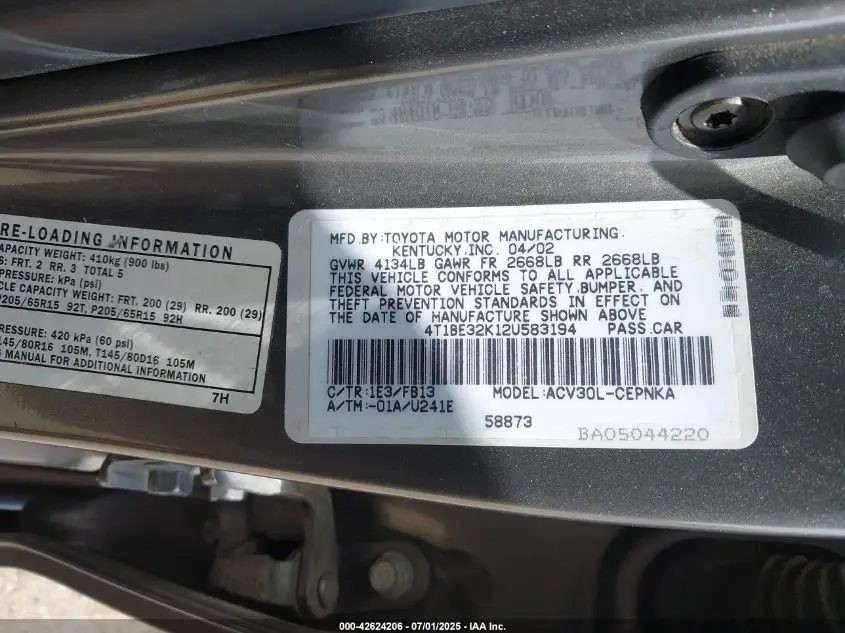 RE-LOADING INFORMATION
APACITY WEIGHT: 410kg (900 lbs)
S: FRT. 2 RR. 3 TOTAL 5
PRESSURE: kPa (psi)
CLE CAPACITY WEIGHT: FRT. 200 (29) RR. 200 (29)
P205/65R15 92T, P205/65R15 92H
RESSURE: 420 kPa (60 psi)
45/80R16 105M, T145/80D16 105M
S MANUAL FOR ADDITIONAL INFORMATION
7H
MFD.BY:TOYOTA MOTOR MANUFACTURING.
KENTUCKY.INC. 04/02
GVWR 4134LB GAWR FR 2668LB RR 2668LB
THIS VEHICLE CONFORMS TO ALL APPLICABLE
FEDERAL MOTOR VEHICLE SAFETY.BUMPER. AND
THEFT PREVENTION STANDARDS IN EFFECT ON
THE DATE OF MANUFACTURE SHOWN ABOVE
4T1BE32K12U583194 PASS.CAR
C/TR:1E3/FB13 MODEL:ACV30L-CEPNKA
A/TM:-01A/U241E
58873
BA05044220
000-42624206 - 07/01/2025 - IAA Inc.